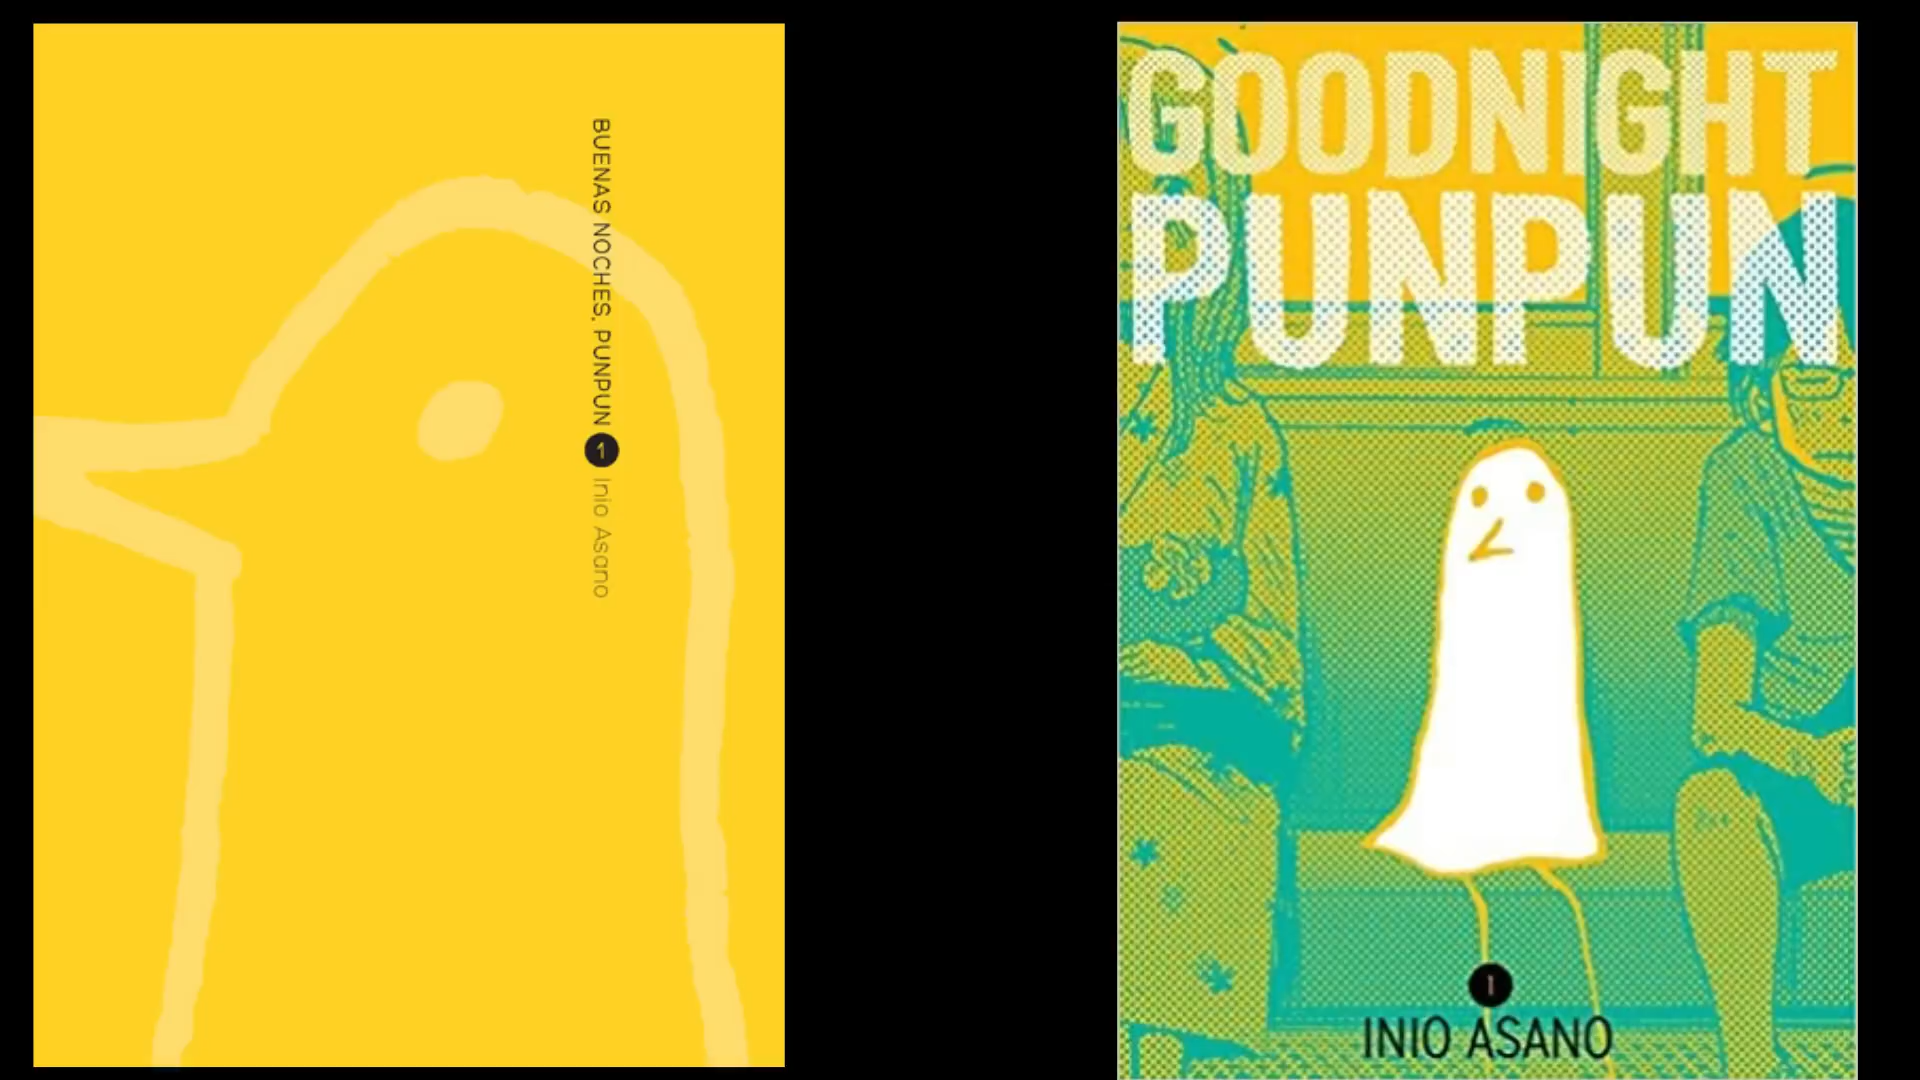 BUENAS NOCHES, PUNPUN 1 Inio Asano
GOODNIGHT
PUNPUN
1
INIO ASANO